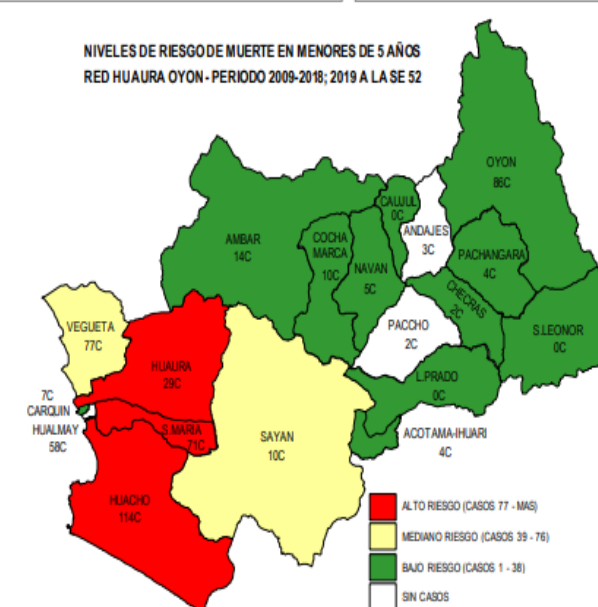 NIVELES DE RIESGO DE MUERTE EN MENORES DE 5 AÑOS
RED HUAURA OYON - PERIODO 2009-2018; 2019 A LA SE 52
OYON
86C
CAUJUL
0C
ANDAJES
3C
AMBAR
14C
COCHA
MARCA
10C
NAVAN
5C
PACHANGARA
4C
CHECRAS
2C
S.LEONOR
0C
VEGUETA
77C
PACCHO
2C
HUAURA
29C
L.PRADO
0C
7C
CARQUIN
HUALMAY
58C
S.MARIA
71C
SAYAN
10C
ACOTAMA-IHUARI
4C
HUACHO
114C
ALTO RIESGO (CASOS 77 - MAS)
MEDIANO RIESGO (CASOS 39 - 76)
BAJO RIESGO (CASOS 1 - 38)
SIN CASOS